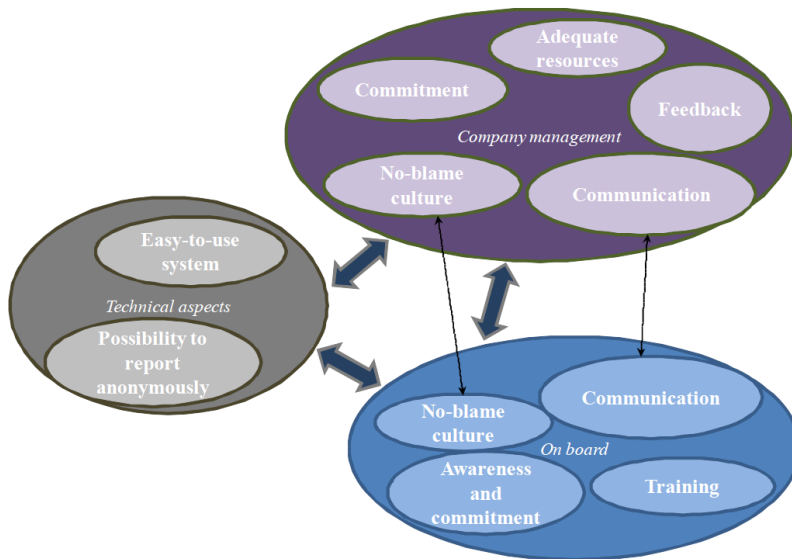 Adequate
resources
Commitment
Feedback
Company management
No-blame
culture
Communication
Easy-to-use
system
Technical aspects
Possibility to
report
anonymously
Communication
No-blame
culture
On board
Awareness
and
commitment
Training